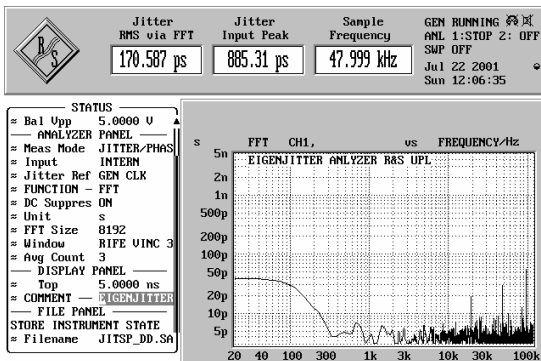 R S
Jitter
RMS via FFT
170.587 ps
Jitter
Input Peak
885.31 ps
Sample
Frequency
47.999 kHz
GEN RUNNING
ANL 1:STOP 2: OFF
SWP OFF
Jul 22 2001
Sun 12:06:35
STATUS
≈ Bal Vpp 5.0000 V
ANALYZER PANEL
≈ Meas Mode JITTER/PHAS
≈ Input INTERN
≈ Jitter Ref GEN CLK
≈ FUNCTION - FFT
≈ DC Suppres ON
≈ Unit s
≈ FFT Size 8192
≈ Window RIFE VINC 3
≈ Avg Count 3
DISPLAY PANEL
≈ Top 5.0000 ns
≈ COMMENT — EIGENJITTER
FILE PANEL
STORE INSTRUMENT STATE
≈ Filename JITSP_DD.SA
s FFT CH1, vs FREQUENCY/Hz
EIGENJITTER ANLYZER R&S UPL
5n
2n
1n
500p
200p
100p
50p
20p
10p
5p
20 40 100 300 1k 3k 10k 30k 100k